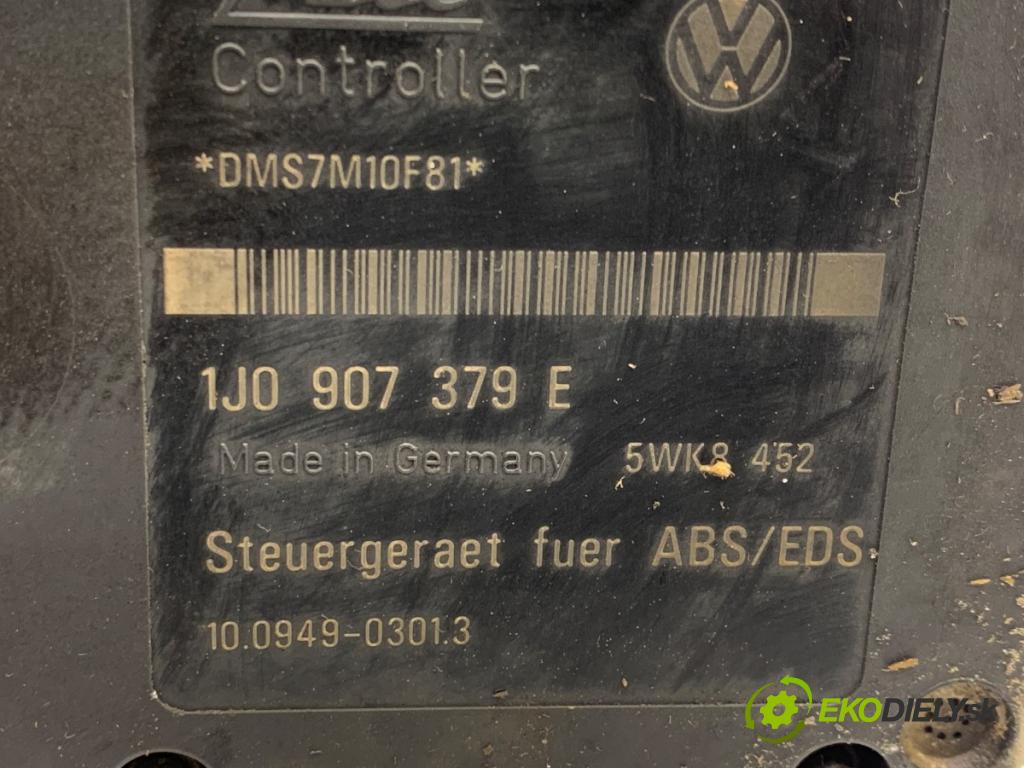 Controller
*DMS7M10F81*
1J0 907 379 E
Made in Germany 5WK8 452
Steuergeraet fuer ABS/EDS
10.0949-0301.3
EKODIELY.sk